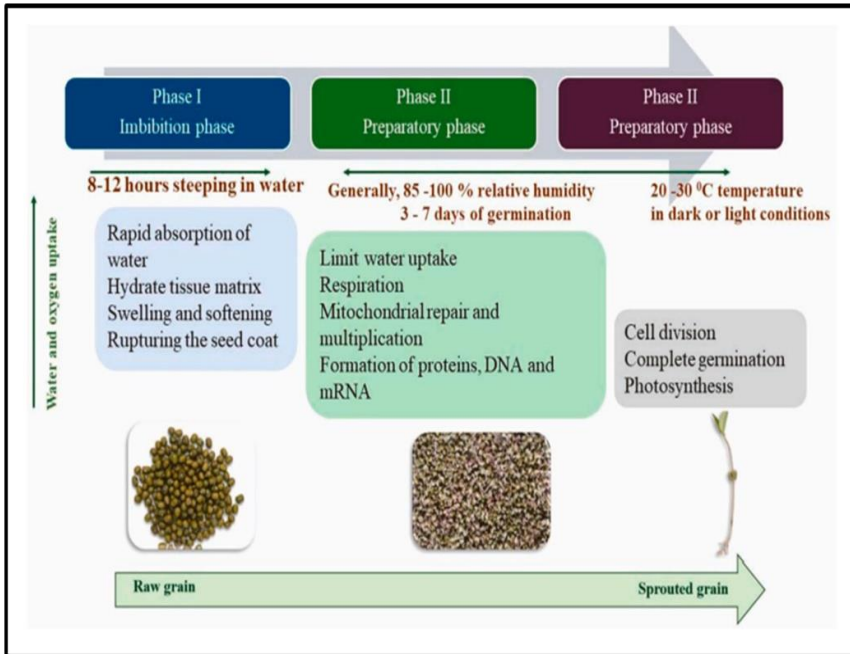 Phase I
Imbibition phase
Phase II
Preparatory phase
Phase II
Preparatory phase
8-12 hours steeping in water
Generally, 85 -100 % relative humidity
3 - 7 days of germination
20 -30 ⁰C temperature
in dark or light conditions
Water and oxygen uptake
Rapid absorption of
water
Hydrate tissue matrix
Swelling and softening
Rupturing the seed coat
Limit water uptake
Respiration
Mitochondrial repair and
multiplication
Formation of proteins, DNA and
mRNA
Cell division
Complete germination
Photosynthesis
Raw grain
Sprouted grain